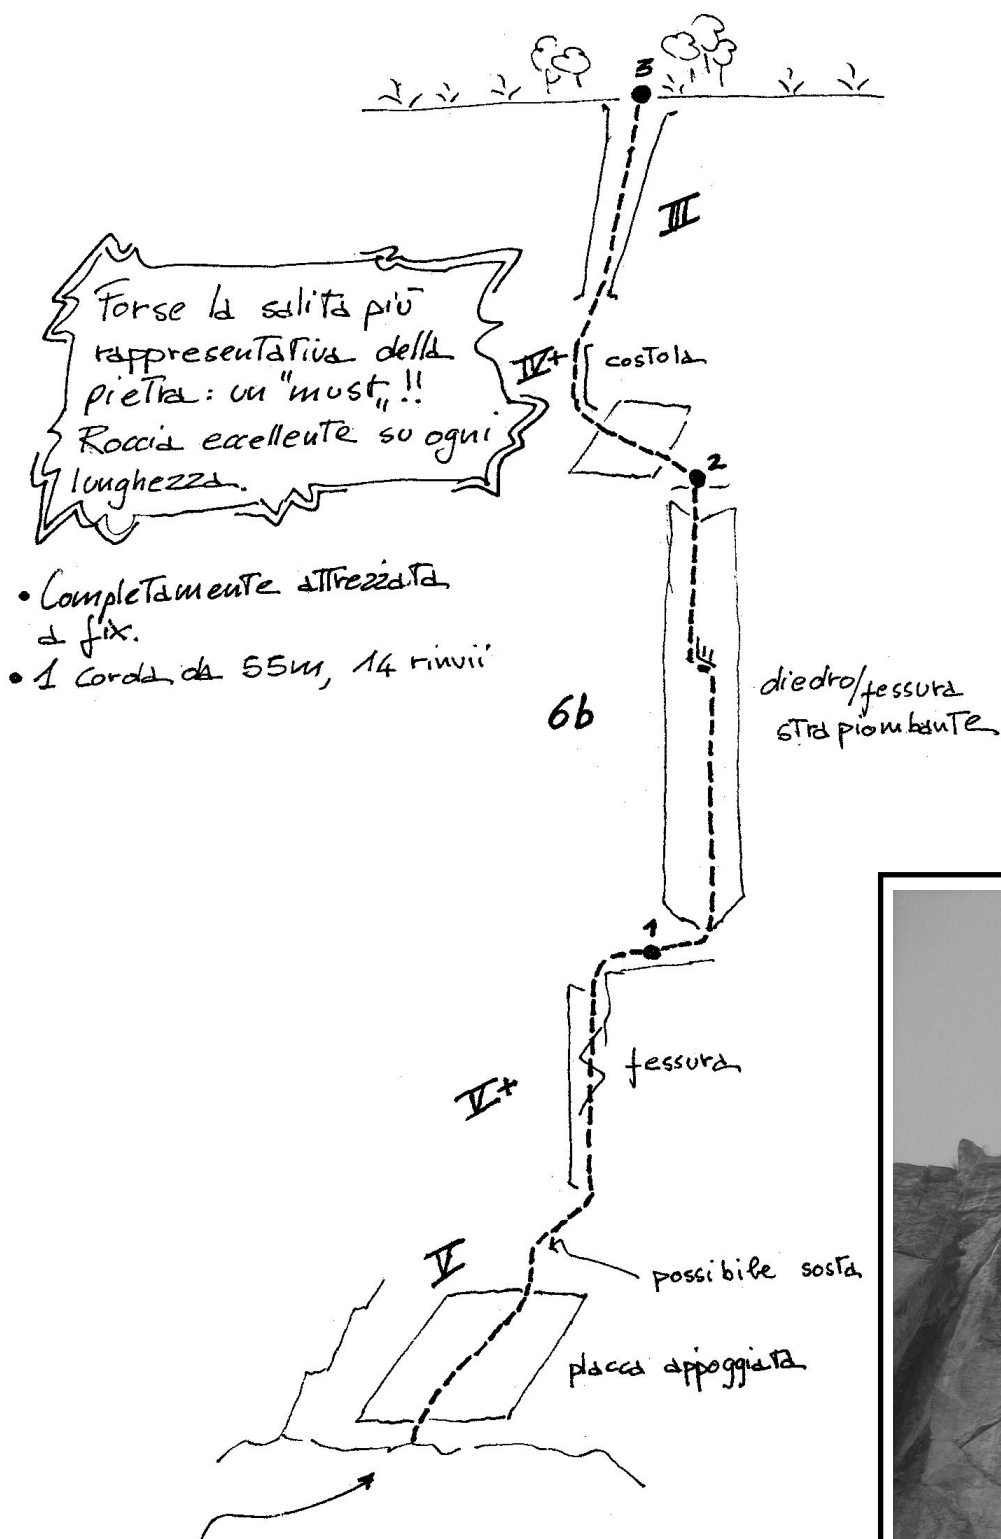 3
III
Forse la salita più
rappresentativa della
pietra: un "must„!!
Roccia eccellente su ogni
lunghezza.
IV+
costola
2
• Completamente attrezzata
a fix.
• 1 corda da 55m, 14 rinvii
6b
diedro/fessura
strapiombante
1
fessura
V+
V
possibile sosta
placca appoggiata